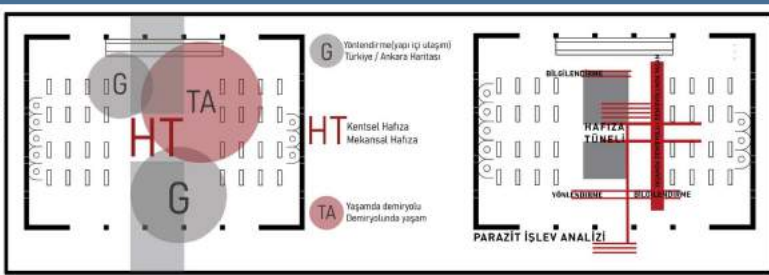 G
TA
HT
G
G
Yönlendirme(yapı içi ulaşım)
Türkiye / Ankara Haritası
HT
Kentsel Hafıza
Mekansal Hafıza
TA
Yaşamda demiryolu
Demiryolunda yaşam
BİLGİLENDİRME
HAFIZA
TÜNELİ
YÖNLENDİRME
BİLGİLENDİRME
PARAZİT İŞLEV ANALİZİ